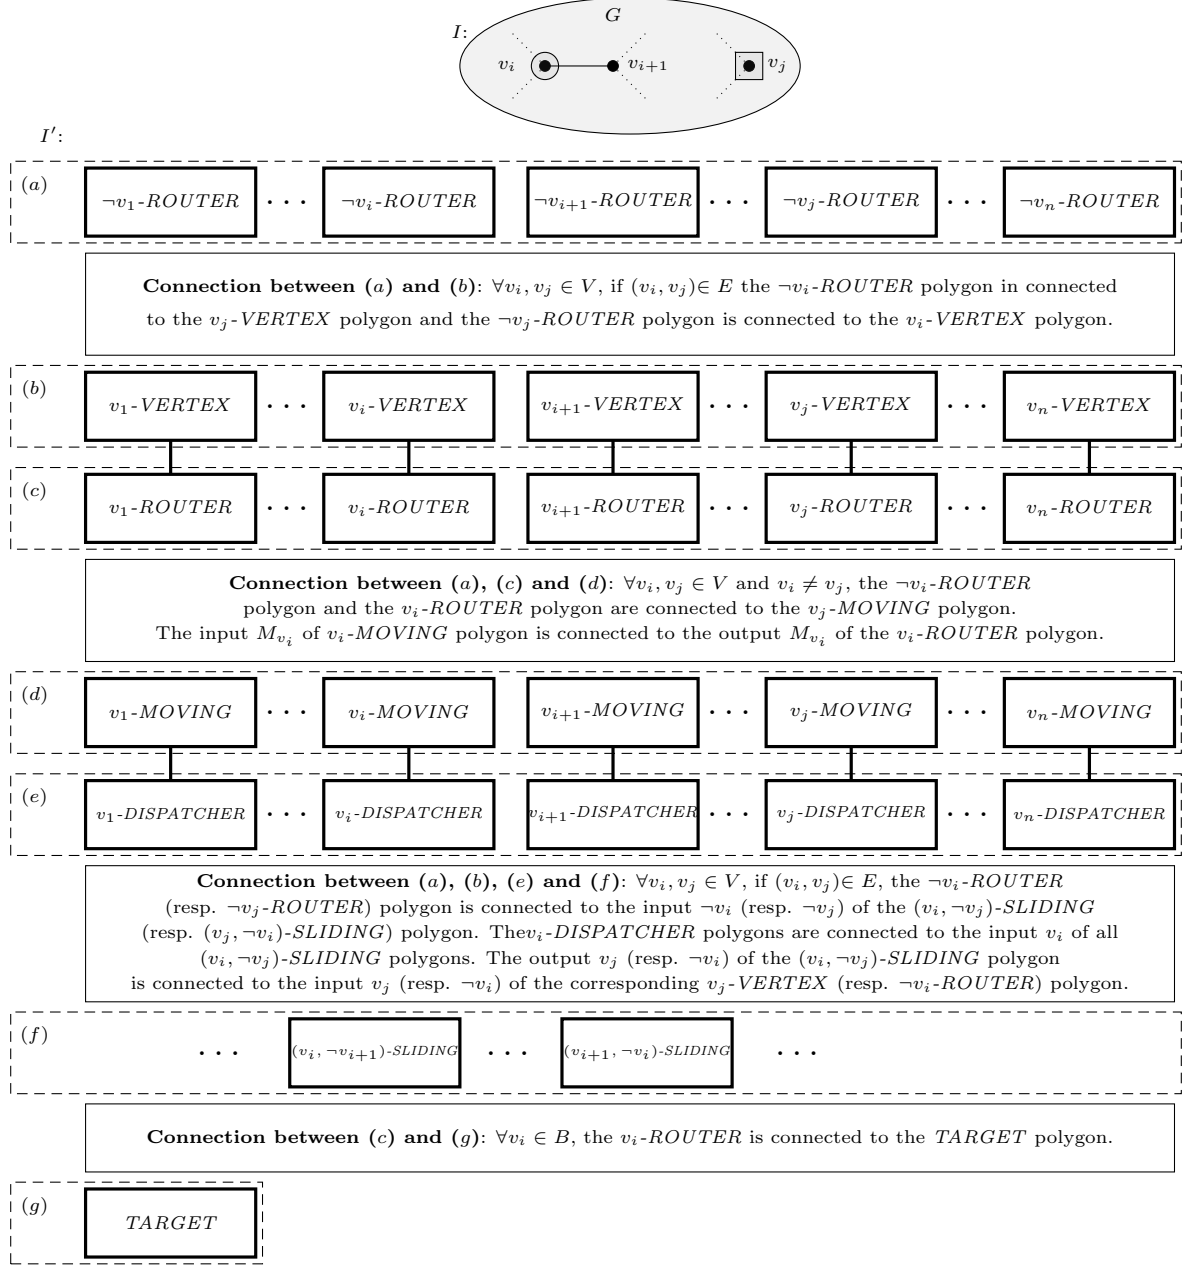 G
I:
v_i v_{i+1} v_j
I′:
(a) ¬v_1-ROUTER · · · ¬v_i-ROUTER ¬v_{i+1}-ROUTER · · · ¬v_j-ROUTER · · · ¬v_n-ROUTER
Connection between (a) and (b): ∀v_i, v_j ∈ V, if (v_i, v_j)∈ E the ¬v_i-ROUTER polygon in connected
to the v_j-VERTEX polygon and the ¬v_j-ROUTER polygon is connected to the v_i-VERTEX polygon.
(b) v_1-VERTEX · · · v_i-VERTEX v_{i+1}-VERTEX · · · v_j-VERTEX · · · v_n-VERTEX
(c) v_1-ROUTER · · · v_i-ROUTER v_{i+1}-ROUTER · · · v_j-ROUTER · · · v_n-ROUTER
Connection between (a), (c) and (d): ∀v_i, v_j ∈ V and v_i ≠ v_j, the ¬v_i-ROUTER
polygon and the v_i-ROUTER polygon are connected to the v_j-MOVING polygon.
The input M_{v_i} of v_i-MOVING polygon is connected to the output M_{v_i} of the v_i-ROUTER polygon.
(d) v_1-MOVING · · · v_i-MOVING v_{i+1}-MOVING · · · v_j-MOVING · · · v_n-MOVING
(e) v_1-DISPATCHER · · · v_i-DISPATCHER v_{i+1}-DISPATCHER · · · v_j-DISPATCHER · · · v_n-DISPATCHER
Connection between (a), (b), (e) and (f): ∀v_i, v_j ∈ V, if (v_i, v_j)∈ E, the ¬v_i-ROUTER
(resp. ¬v_j-ROUTER) polygon is connected to the input ¬v_i (resp. ¬v_j) of the (v_i, ¬v_j)-SLIDING
(resp. (v_j, ¬v_i)-SLIDING) polygon. Thev_i-DISPATCHER polygons are connected to the input v_i of all
(v_i, ¬v_j)-SLIDING polygons. The output v_j (resp. ¬v_i) of the (v_i, ¬v_j)-SLIDING polygon
is connected to the input v_j (resp. ¬v_i) of the corresponding v_j-VERTEX (resp. ¬v_i-ROUTER) polygon.
(f) · · · (v_i, ¬v_{i+1})-SLIDING · · · (v_{i+1}, ¬v_i)-SLIDING · · ·
Connection between (c) and (g): ∀v_i ∈ B, the v_i-ROUTER is connected to the TARGET polygon.
(g) TARGET